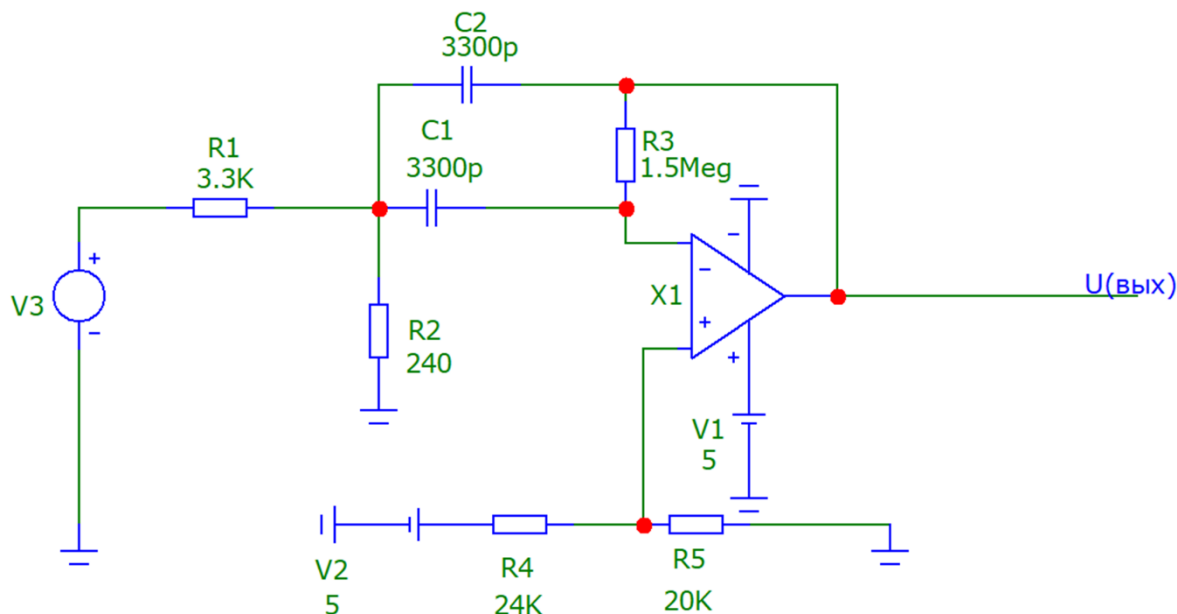 C2
3300p
C1
3300p
R1
3.3K
R3
1.5Meg
V3
+
-
R2
240
X1
-
+
-
+
U(вых)
V1
5
V2
5
R4
24K
R5
20K